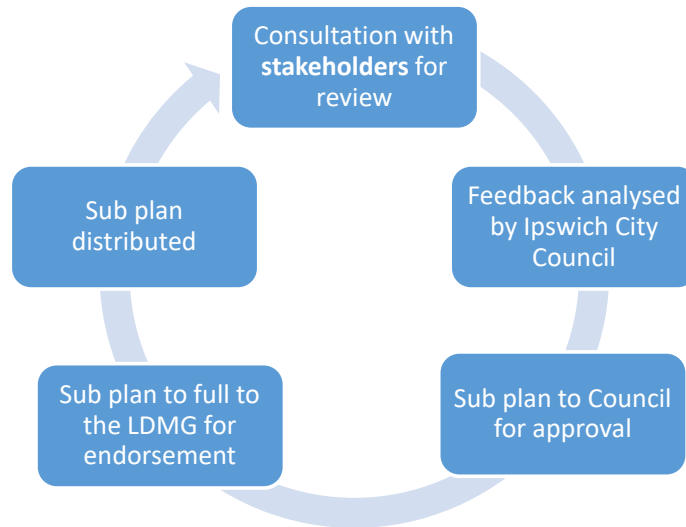 Consultation with
stakeholders for
review
Feedback analysed
by Ipswich City
Council
Sub plan to Council
for approval
Sub plan to full to
the LDMG for
endorsement
Sub plan
distributed